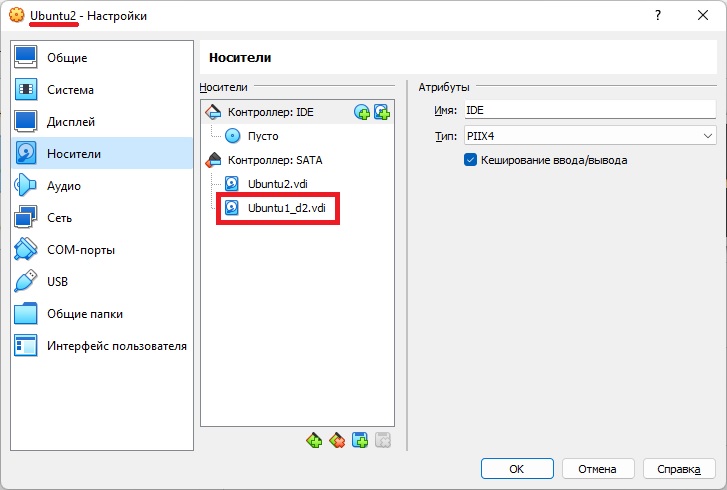 Ubuntu2 - Настройки
?
Общие
Система
Дисплей
Носители
Аудио
Сеть
COM-порты
USB
Общие папки
Интерфейс пользователя
Носители
Носители
Контроллер: IDE
Пусто
Контроллер: SATA
Ubuntu2.vdi
Ubuntu1_d2.vdi
Атрибуты
Имя: IDE
Тип: PIIX4
Кеширование ввода/вывода
OK
Отмена
Справка